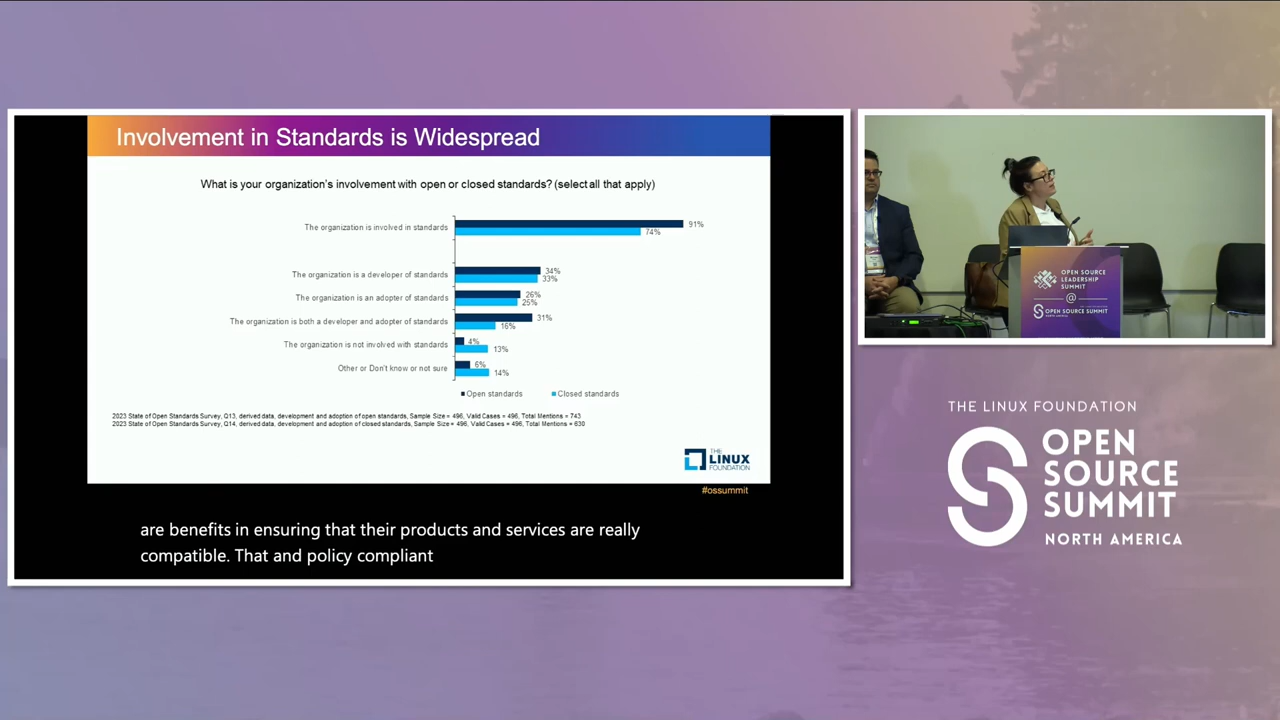 Involvement in Standards is Widespread
What is your organization's involvement with open or closed standards? (select all that apply)
The organization is involved in standards
91%
74%
The organization is a developer of standards
34%
33%
The organization is an adopter of standards
26%
25%
The organization is both a developer and adopter of standards
31%
16%
The organization is not involved with standards
4%
13%
Other or Don't know or not sure
6%
14%
Open standards
Closed standards
2023 State of Open Standards Survey, Q13, derived data, development and adoption of open standards, Sample Size = 496, Valid Cases = 496, Total Mentions = 743
2023 State of Open Standards Survey, Q14, derived data, development and adoption of closed standards, Sample Size = 496, Valid Cases = 496, Total Mentions = 630
THE
LINUX
FOUNDATION
#ossummit
are benefits in ensuring that their products and services are really
compatible. That and policy compliant
OPEN SOURCE
LEADERSHIP
SUMMIT
@
OPEN SOURCE SUMMIT
NORTH AMERICA
THE LINUX FOUNDATION
OPEN
SOURCE
SUMMIT
NORTH AMERICA